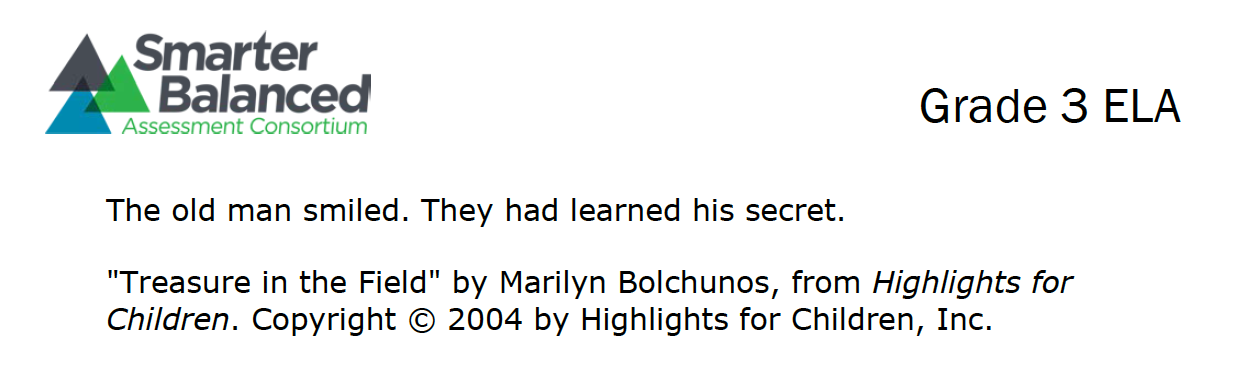 Smarter
Balanced
Assessment Consortium
Grade 3 ELA
The old man smiled. They had learned his secret.
"Treasure in the Field" by Marilyn Bolchunos, from Highlights for
Children. Copyright © 2004 by Highlights for Children, Inc.